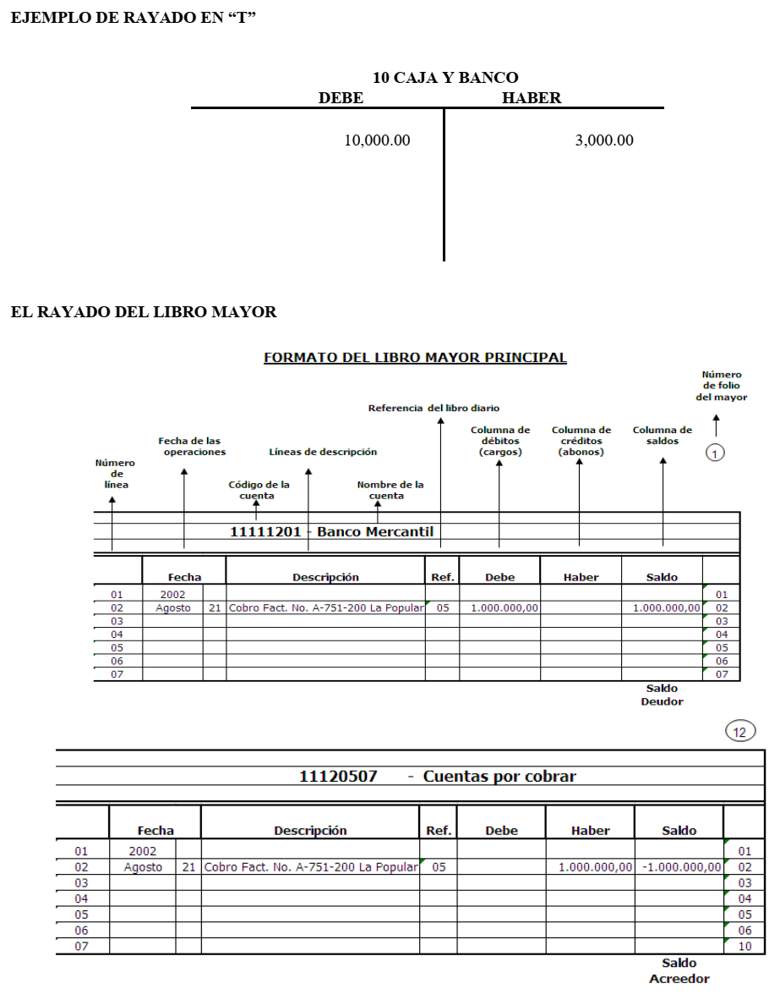 EJEMPLO DE RAYADO EN “T”
10 CAJA Y BANCO
DEBE HABER
10,000.00 3,000.00
EL RAYADO DEL LIBRO MAYOR
FORMATO DEL LIBRO MAYOR PRINCIPAL
Número
de folio
del mayor
Referencia del libro diario
Columna de
débitos
(cargos)
Columna de
créditos
(abonos)
Columna de
saldos
1
Fecha de las
operaciones
Líneas de descripción
Número
de
línea
Código de la
cuenta
Nombre de la
cuenta
11111201 - Banco Mercantil
Fecha Descripción Ref. Debe Haber Saldo
01 2002 01
02 Agosto 21 Cobro Fact. No. A-751-200 La Popular 05 1.000.000,00 1.000.000,00 02
03 03
04 04
05 05
06 06
07 07
Saldo
Deudor
12
11120507 - Cuentas por cobrar
Fecha Descripción Ref. Debe Haber Saldo
01 2002 01
02 Agosto 21 Cobro Fact. No. A-751-200 La Popular 05 1.000.000,00 -1.000.000,00 02
03 03
04 04
05 05
06 06
07 10
Saldo
Acreedor